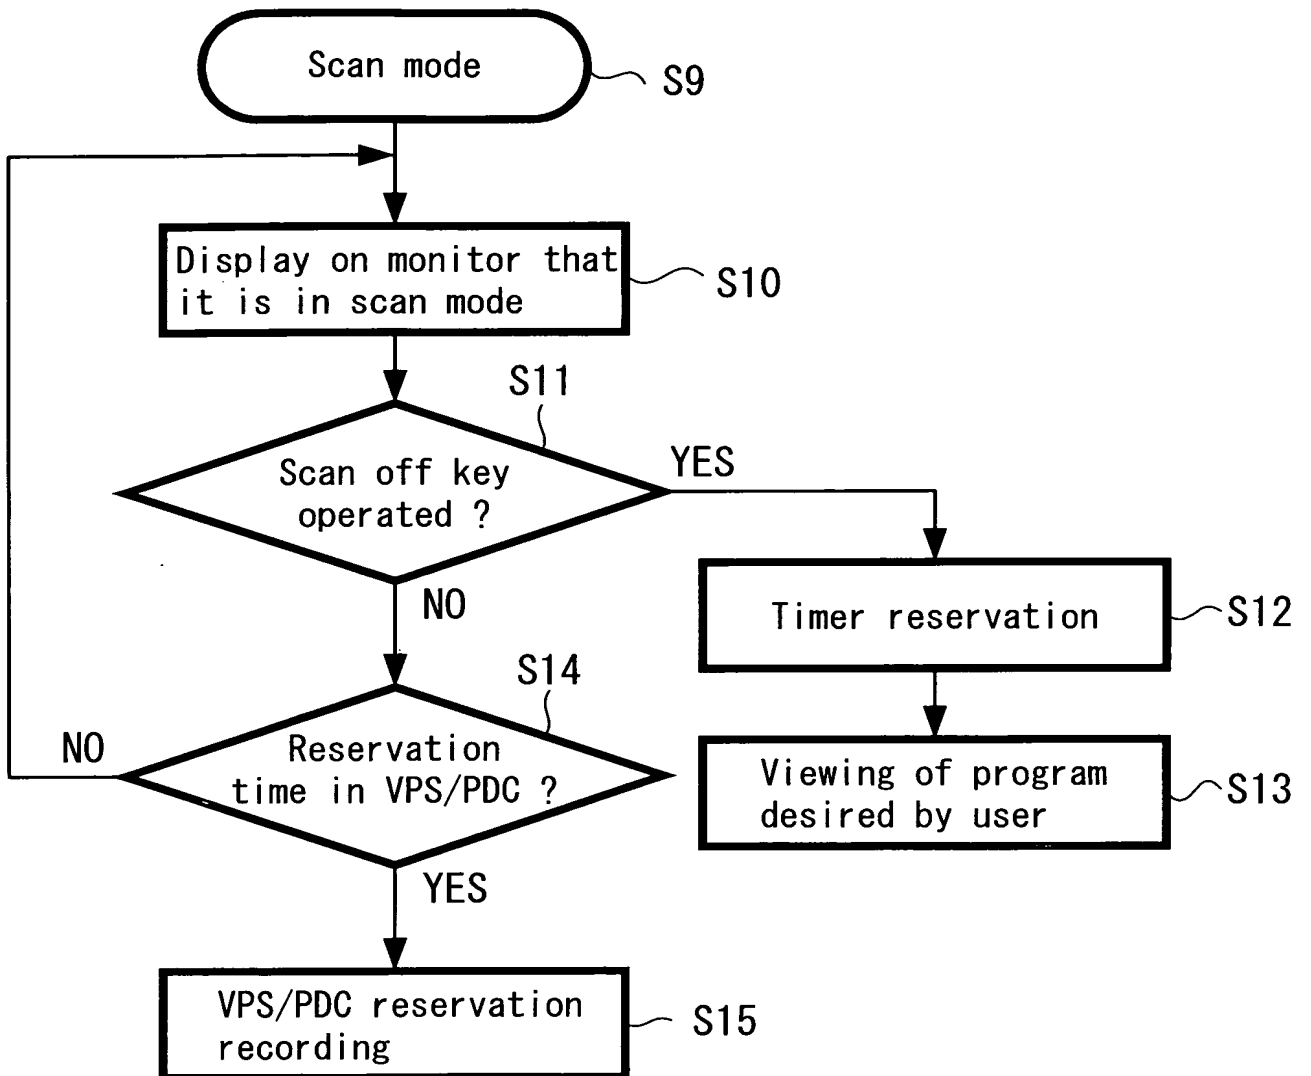 Scan mode
S9
Display on monitor that
it is in scan mode
S10
S11
Scan off key
operated ?
YES
NO
Timer reservation
S12
S14
Reservation
time in VPS/PDC ?
NO
Viewing of program
desired by user
S13
YES
VPS/PDC reservation
recording
S15